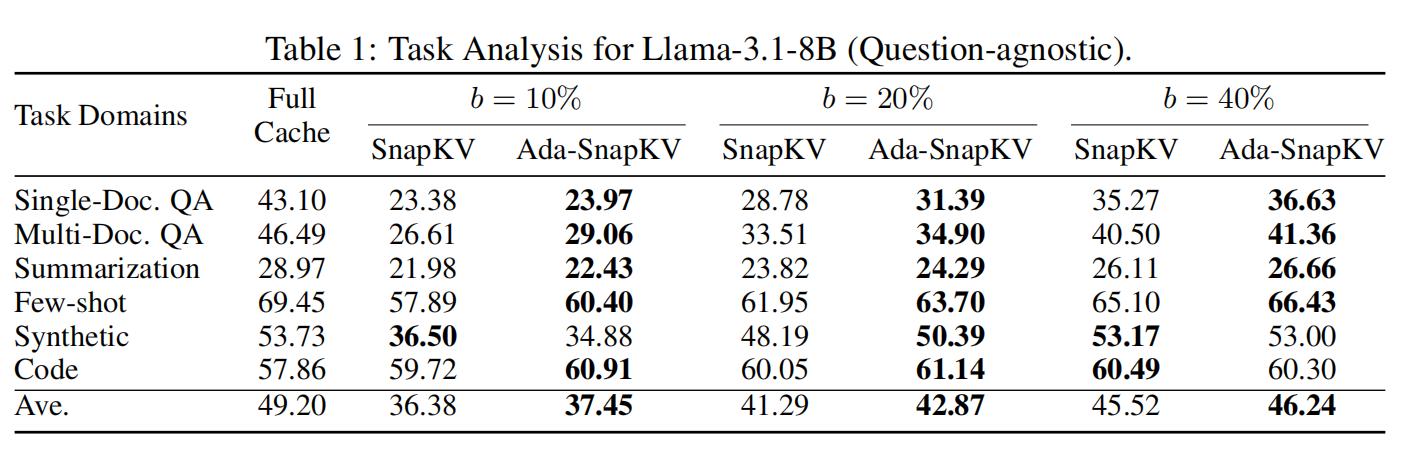 Table 1: Task Analysis for Llama-3.1-8B (Question-agnostic).
Task Domains Full Cache b = 10% b = 20% b = 40%
SnapKV Ada-SnapKV SnapKV Ada-SnapKV SnapKV Ada-SnapKV
Single-Doc. QA 43.10 23.38 23.97 28.78 31.39 35.27 36.63
Multi-Doc. QA 46.49 26.61 29.06 33.51 34.90 40.50 41.36
Summarization 28.97 21.98 22.43 23.82 24.29 26.11 26.66
Few-shot 69.45 57.89 60.40 61.95 63.70 65.10 66.43
Synthetic 53.73 36.50 34.88 48.19 50.39 53.17 53.00
Code 57.86 59.72 60.91 60.05 61.14 60.49 60.30
Ave. 49.20 36.38 37.45 41.29 42.87 45.52 46.24